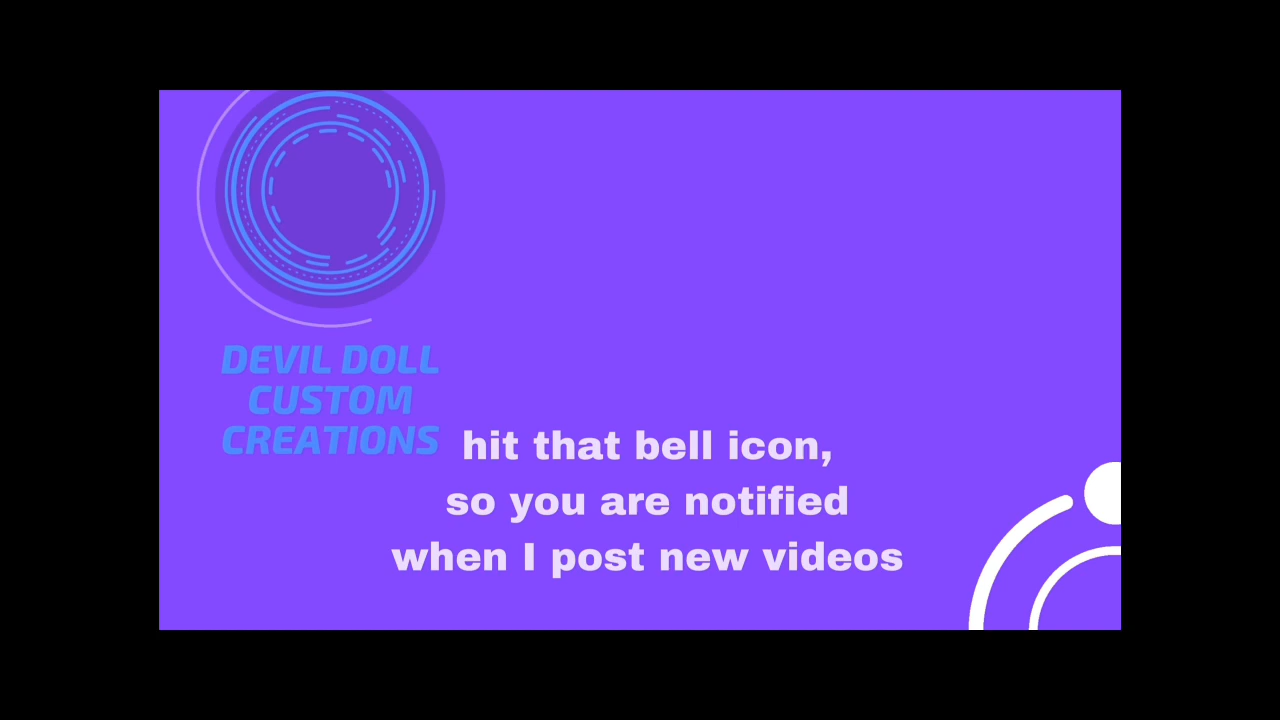 DEVIL DOLL
CUSTOM
CREATIONS
hit that bell icon,
so you are notified
when I post new videos